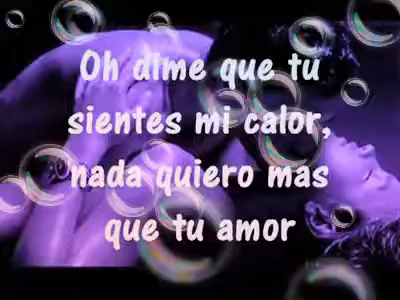 Oh dime que tu
sientes mi calor,
nada quiero mas
que tu amor